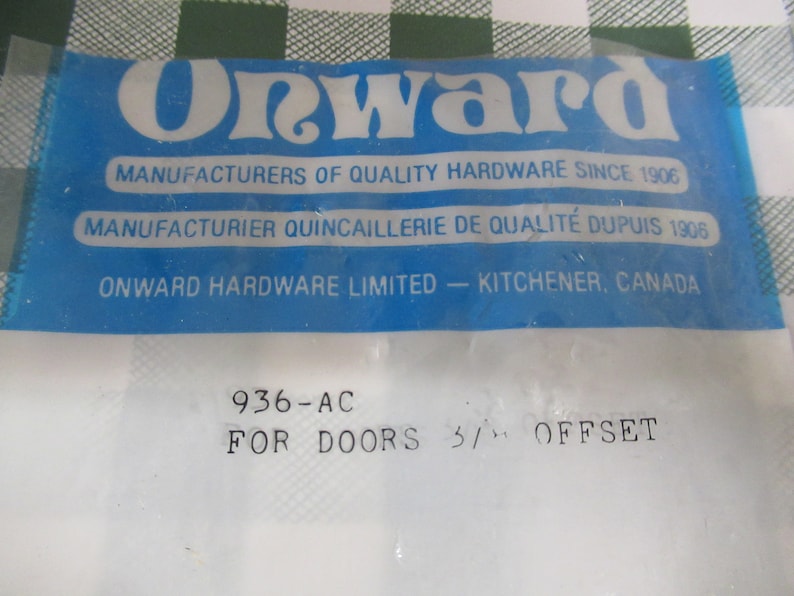 Onward
MANUFACTURERS OF QUALITY HARDWARE SINCE 1906
MANUFACTURIER QUINCAILLERIE DE QUALITÉ DUPUIS 1906
ONWARD HARDWARE LIMITED — KITCHENER, CANADA
936-AC
FOR DOORS OFFSET